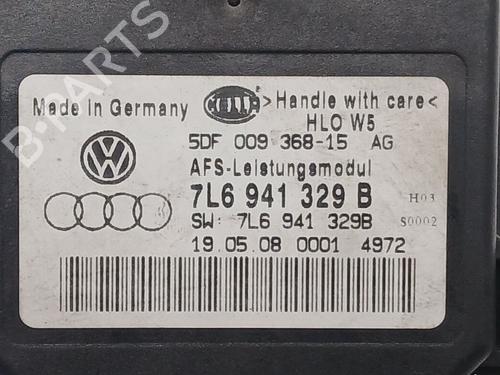 Made in Germany HELLA >Handle with care<
HLO W5
5DF 009 368-15 AG
AFS-Leistungsmodul
7L6 941 329 B H03
SW: 7L6 941 329B S0002
19.05.08 0001 4972
B-PARTS